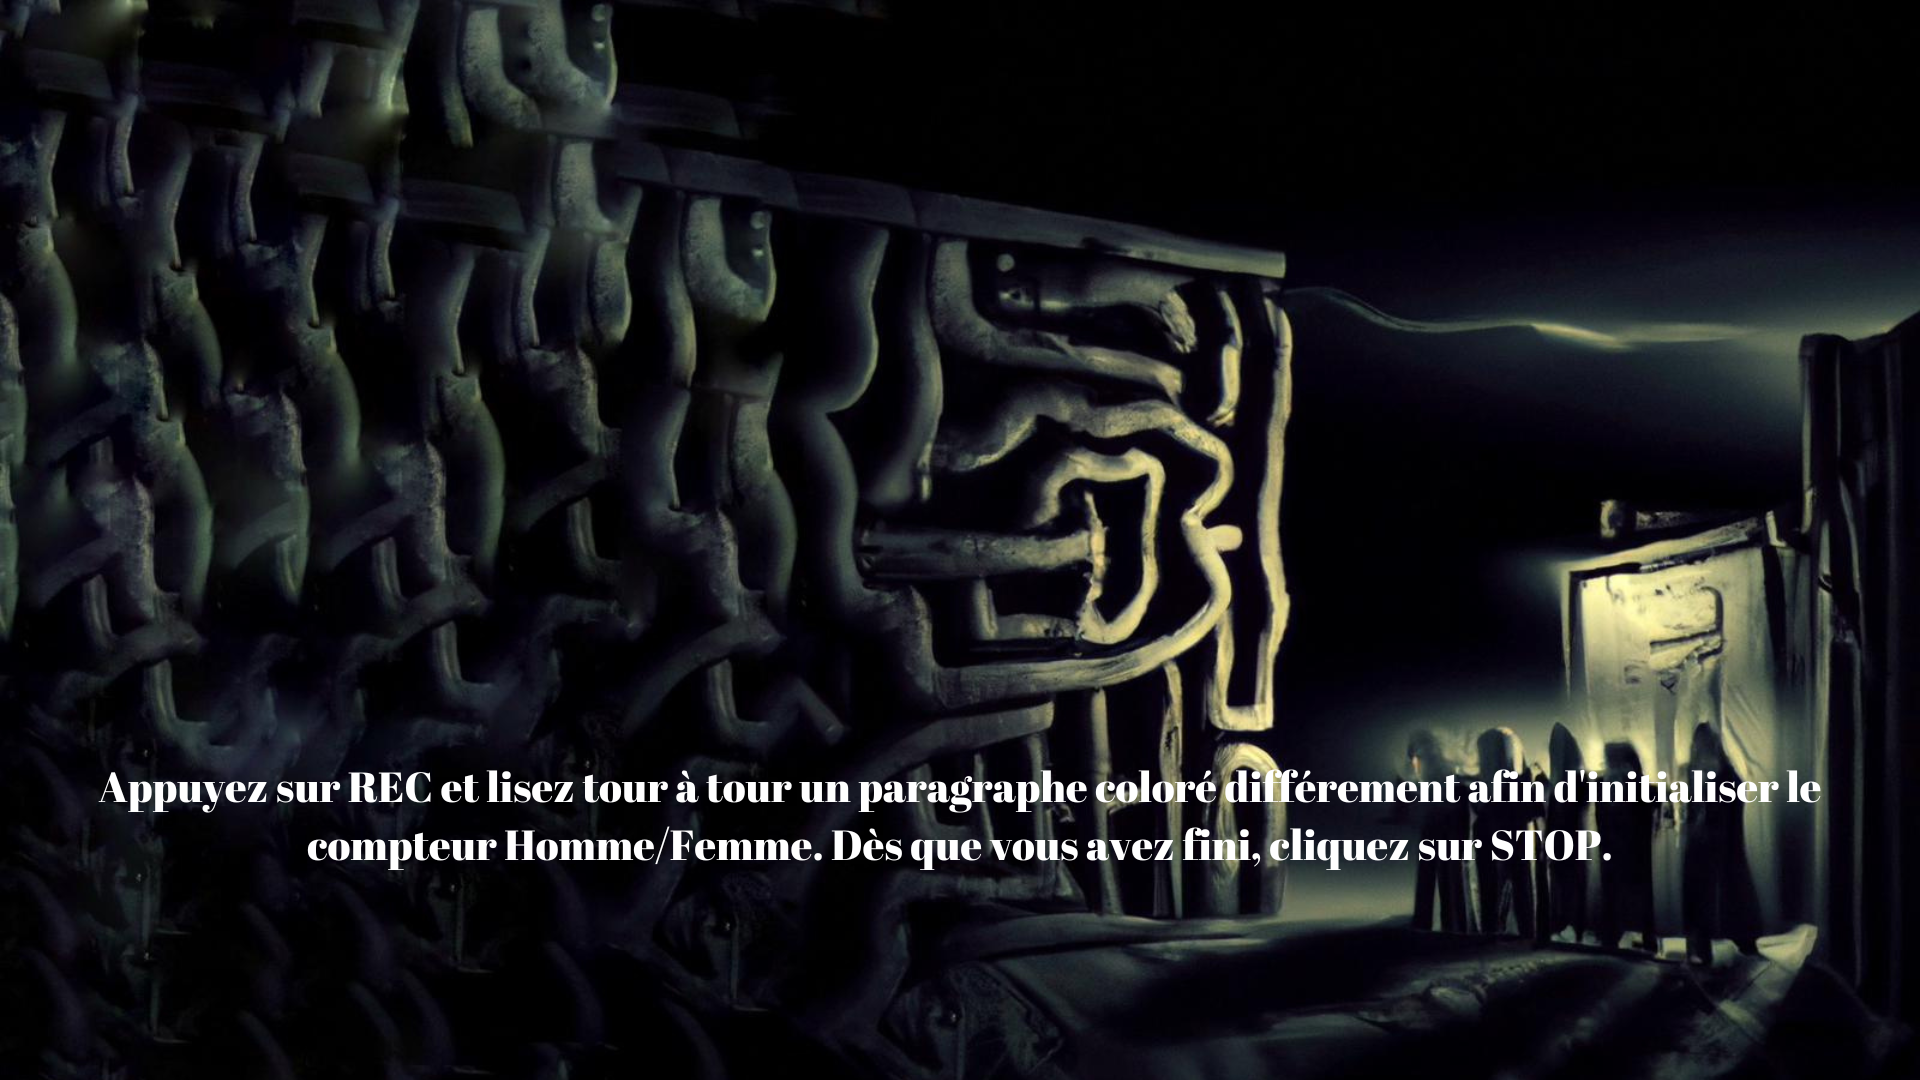 Appuyez sur REC et lisez tour à tour un paragraphe coloré différement afin d'initialiser le
compteur Homme/Femme. Dès que vous avez fini, cliquez sur STOP.